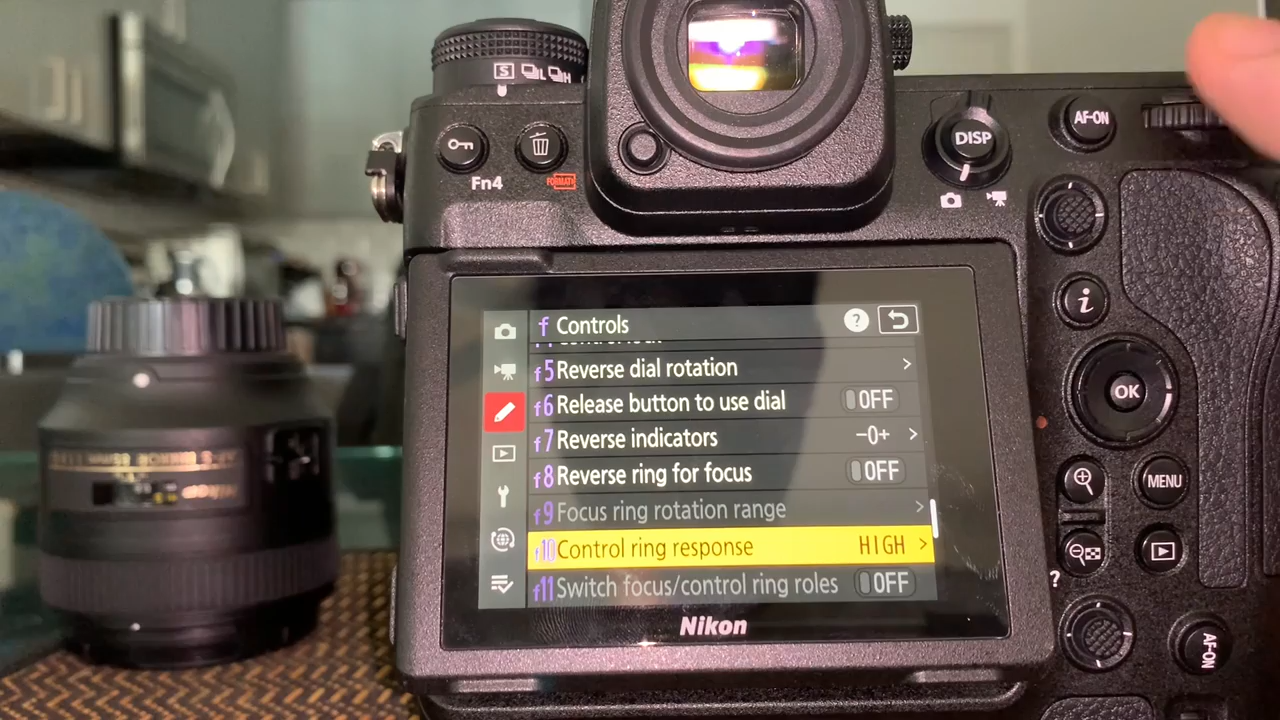 S L H
DISP
AF-ON
Fn4
FORMAT
i
f Controls ?
f5 Reverse dial rotation >
f6 Release button to use dial OFF
f7 Reverse indicators -0+ >
f8 Reverse ring for focus OFF
f9 Focus ring rotation range >
f10 Control ring response HIGH >
f11 Switch focus/control ring roles OFF
Nikon
OK
MENU
?
AF-ON
Nikon